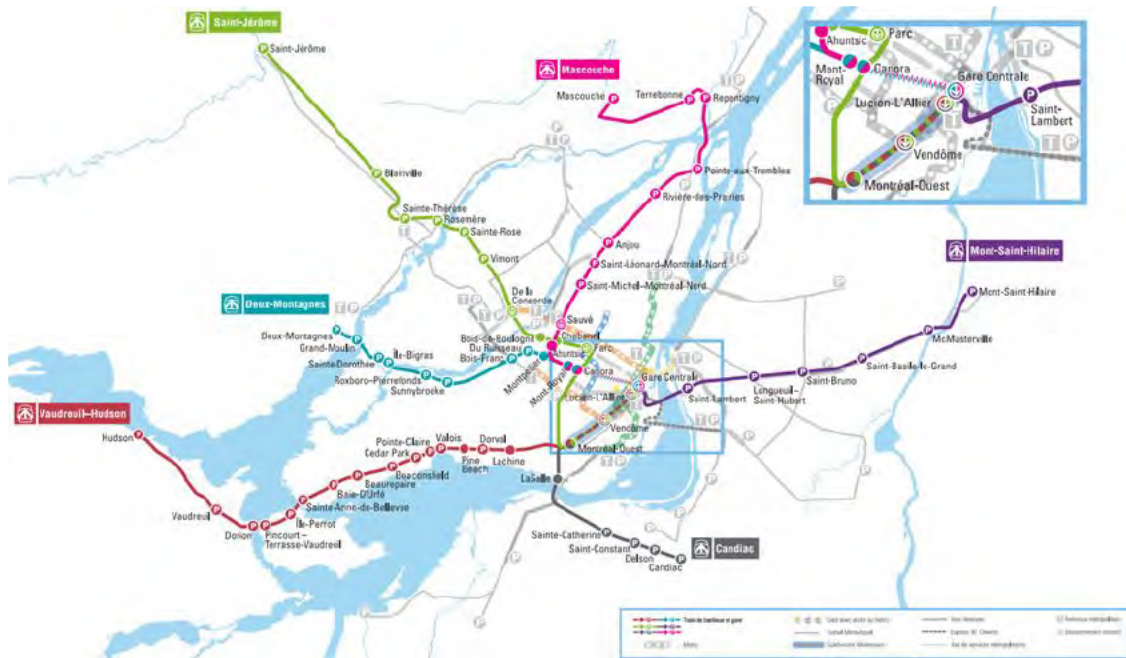 Saint-Jérôme
Saint-Jérôme
Mascouche
Mascouche
Terrebonne
Repentigny
Ahuntsic
Parc
Mont-
Royal
Canora
Gare Centrale
Lucien-L'Allier
Saint-
Lambert
Vendôme
Montréal-Ouest
Blainville
Pointe-aux-Trembles
Rivière-des-Prairies
Sainte-Thérèse
Rosemère
Sainte-Rose
Anjou
Vimont
Saint-Léonard-Montréal-Nord
Mont-Saint-Hilaire
Saint-Michel-Montréal-Nord
Mont-Saint-Hilaire
De la
Concorde
Deux-Montagnes
Sauvé
Chabanel
Deux-Montagnes
Bois-de-Boulogne
Parc
McMasterville
Grand-Moulin
Du Ruisseau
Île-Bigras
Bois-Franc
Ahuntsic
Saint-Basile-le-Grand
Sainte-Dorothée
Montpellier
Canora
Gare Centrale
Saint-Bruno
Roxboro-Pierrefonds
Mont-Royal
Longueuil–
Saint-Hubert
Sunnybrooke
Lucien-L'Allier
Saint-Lambert
Vaudreuil–Hudson
Vendôme
Hudson
Pointe-Claire
Valois
Dorval
Montréal-Ouest
Cedar Park
Pine
Beach
Lachine
Beaconsfield
LaSalle
Beaurepaire
Baie-D'Urfé
Sainte-Anne-de-Bellevue
Vaudreuil
Île-Perrot
Dorion
Pincourt –
Terrasse-Vaudreuil
Sainte-Catherine
Saint-Constant
Delson
Candiac
Candiac
Train de banlieue et gare
Métro